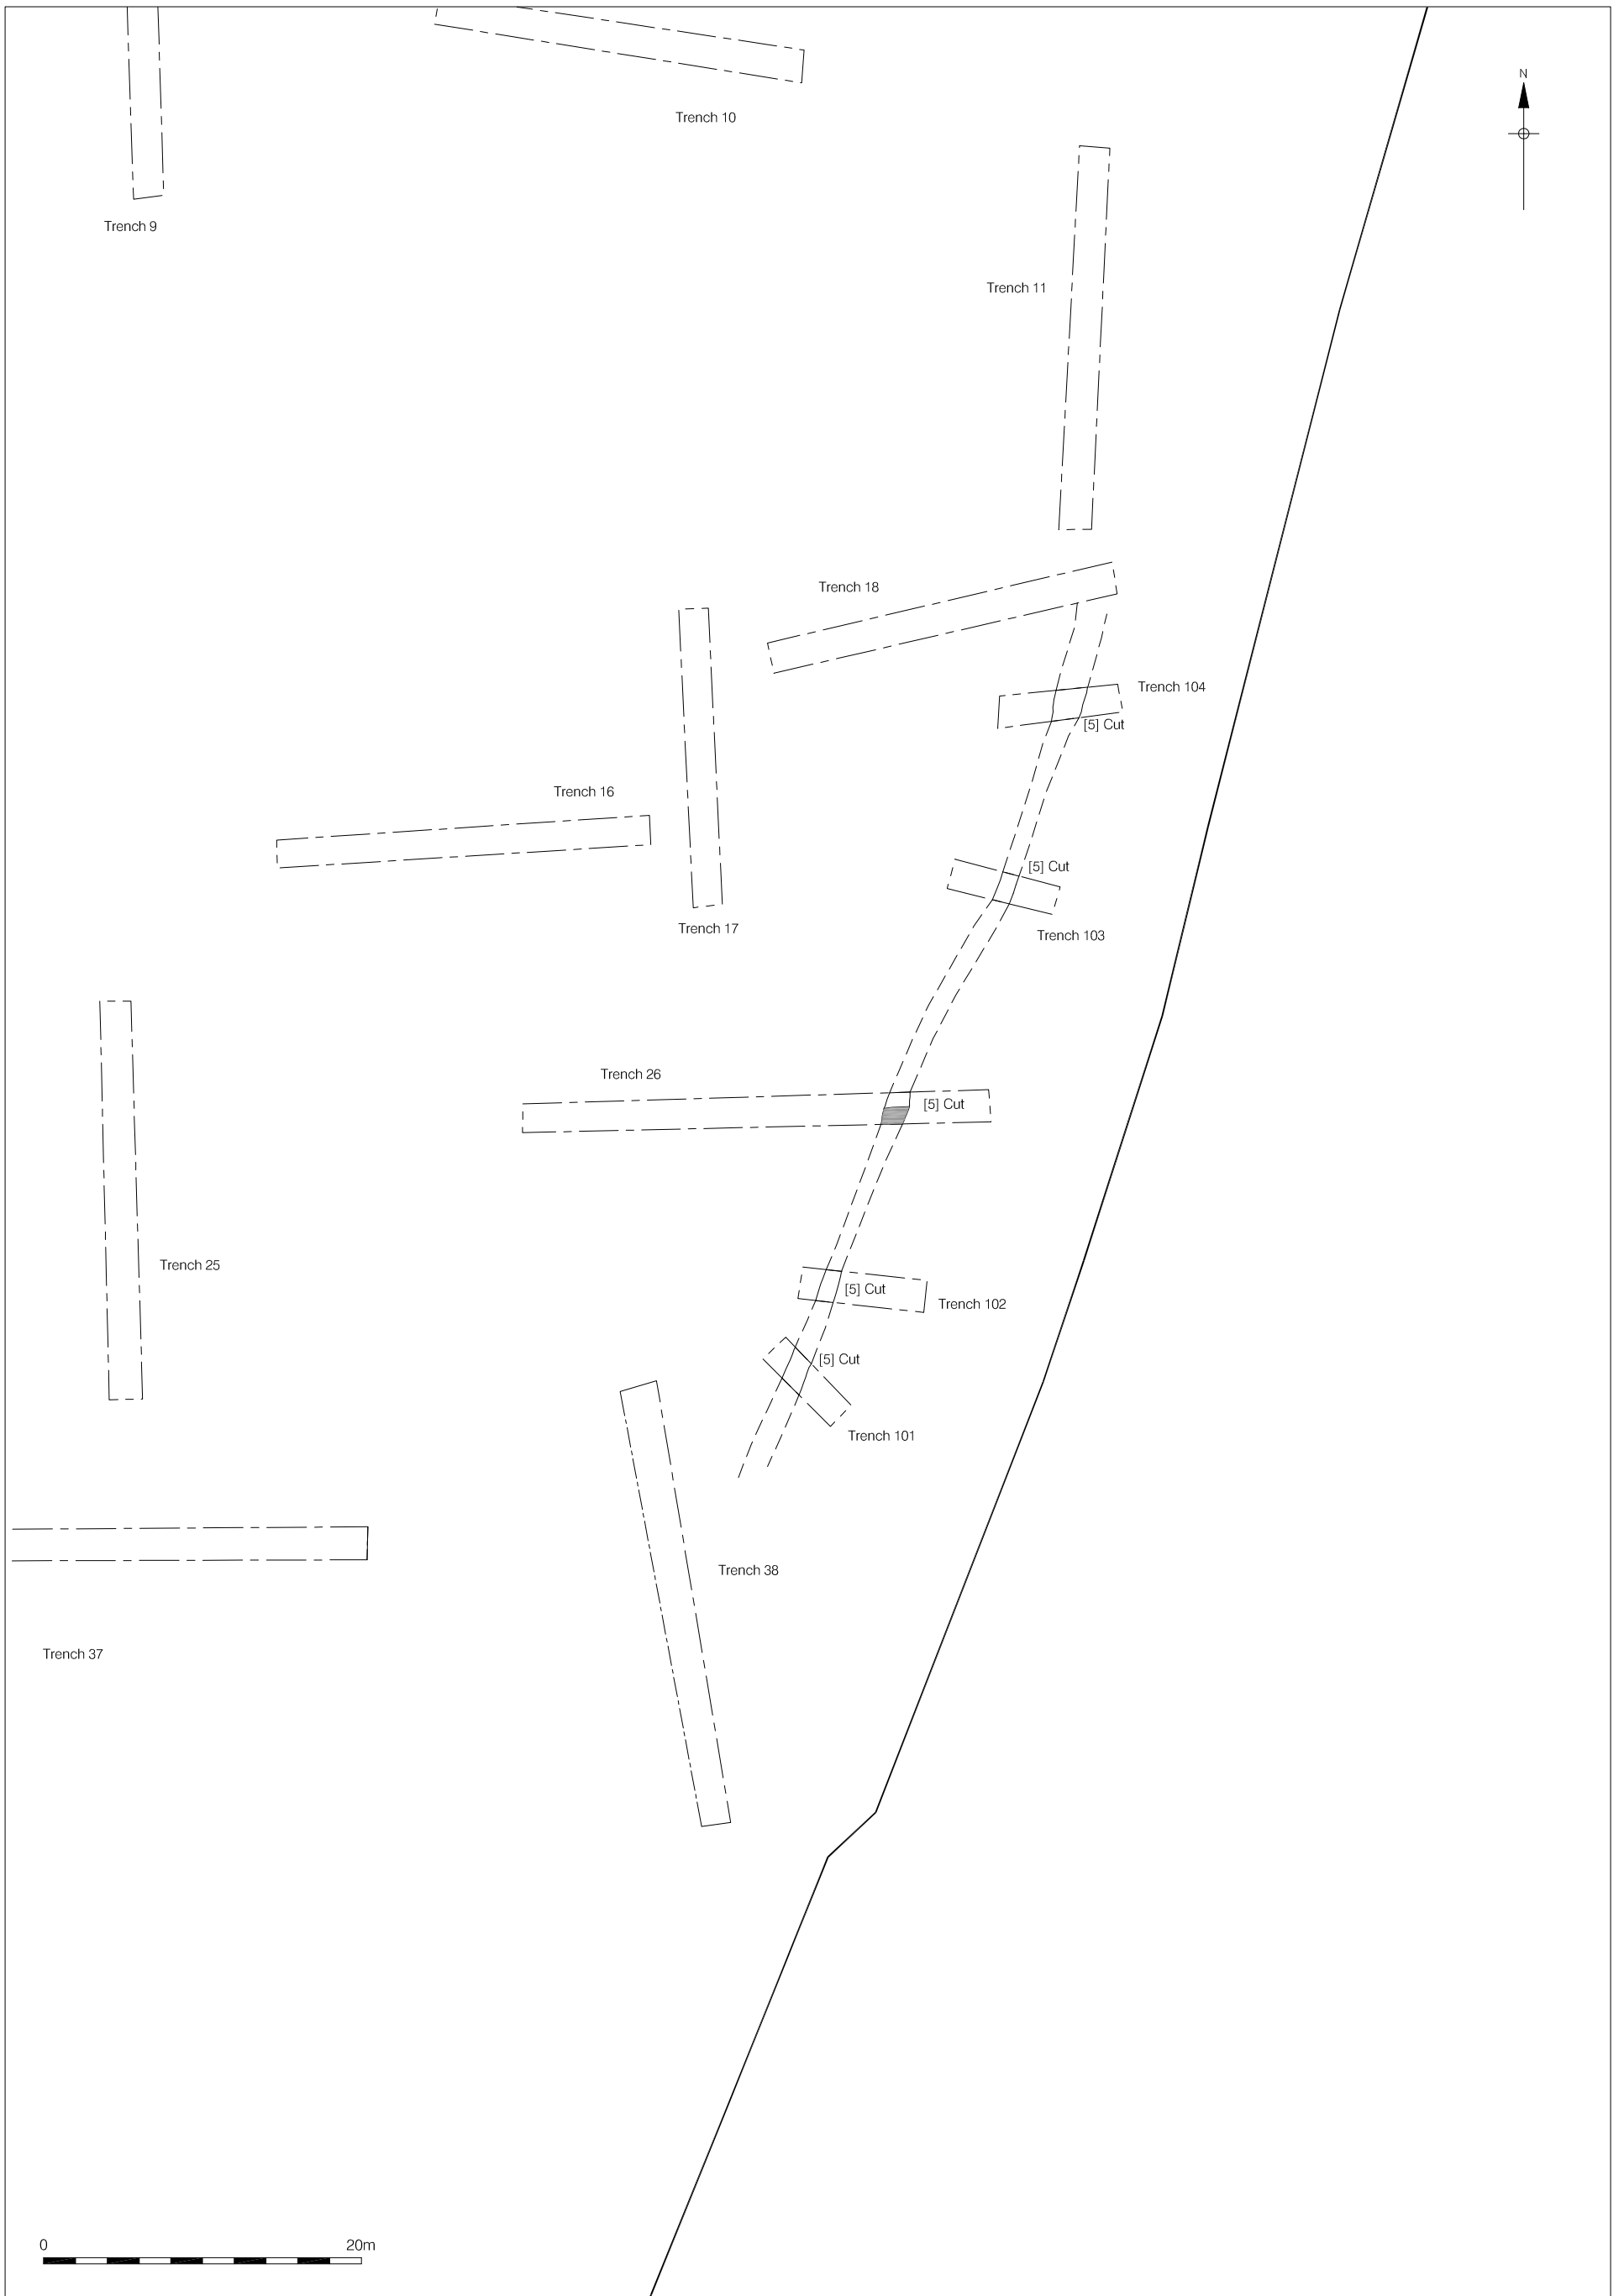 N
Trench 10
Trench 9
Trench 11
Trench 18
Trench 104
[5] Cut
Trench 16
[5] Cut
Trench 17
Trench 103
Trench 26
[5] Cut
Trench 25
[5] Cut
Trench 102
[5] Cut
Trench 101
Trench 38
Trench 37
0 20m